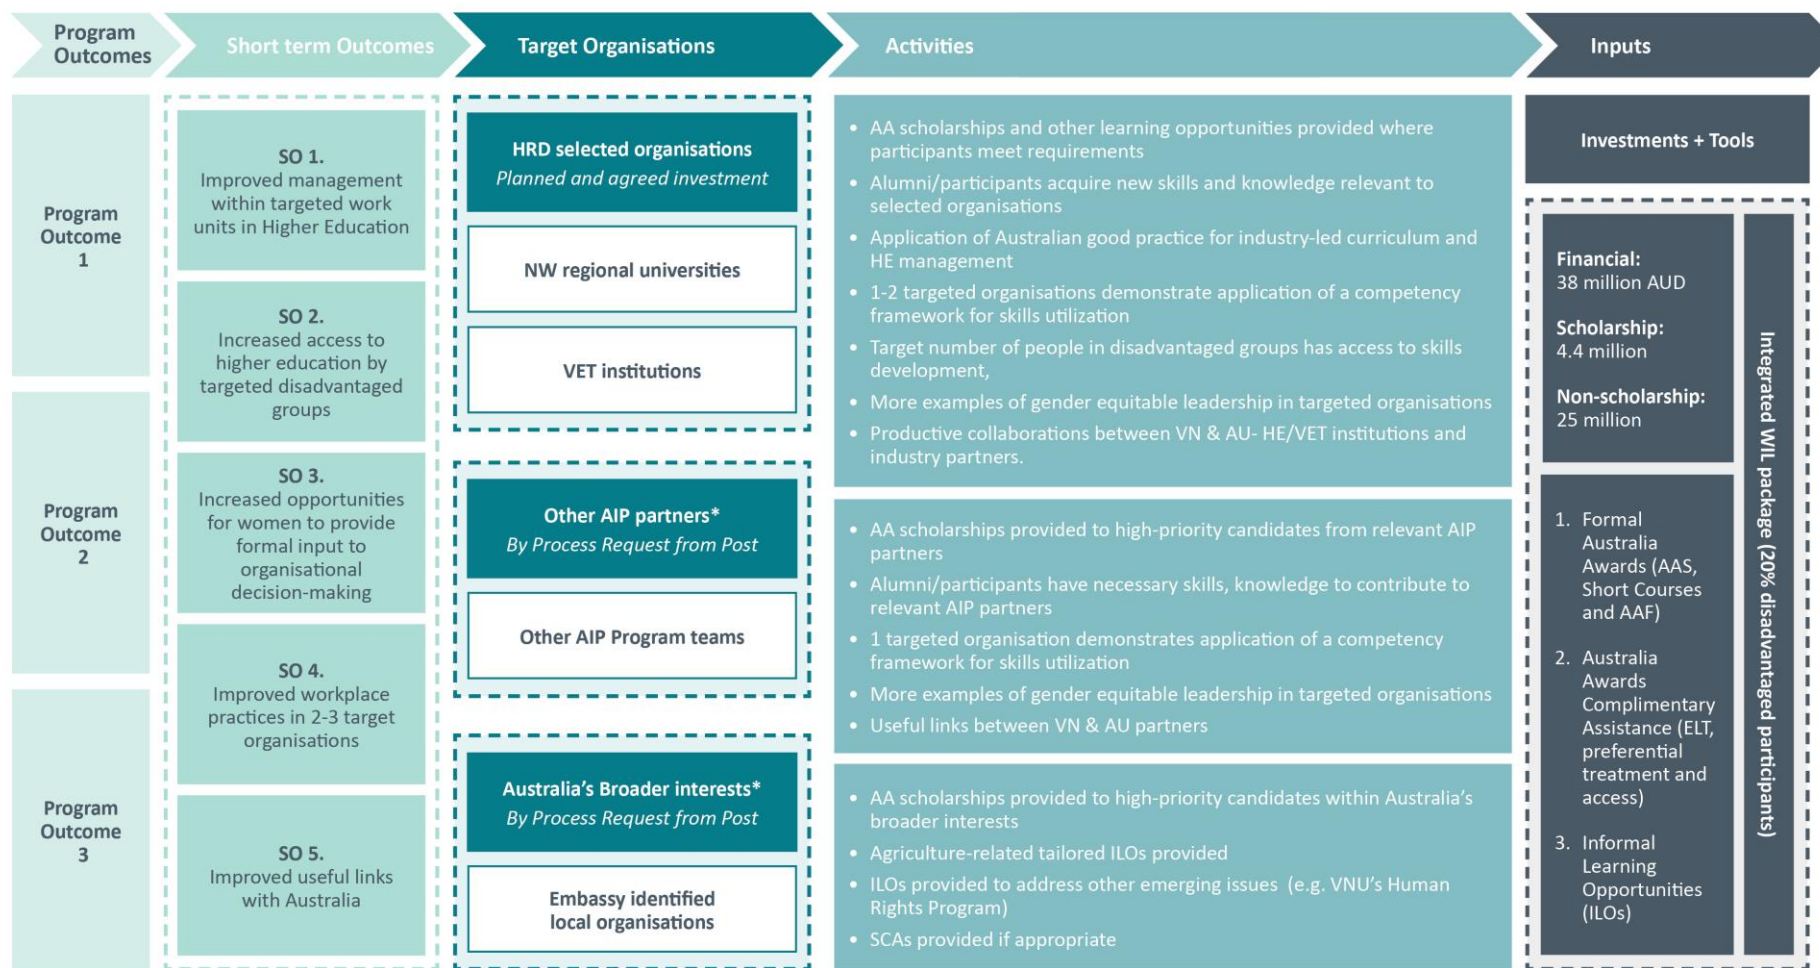 Program
Outcomes
Short term Outcomes
Target Organisations
Activities
Inputs
Program
Outcome
1
Program
Outcome
2
Program
Outcome
3
SO 1.
Improved management
within targeted work
units in Higher Education
SO 2.
Increased access to
higher education by
targeted disadvantaged
groups
SO 3.
Increased opportunities
for women to provide
formal input to
organisational
decision-making
SO 4.
Improved workplace
practices in 2-3 target
organisations
SO 5.
Improved useful links
with Australia
HRD selected organisations
Planned and agreed investment
NW regional universities
VET institutions
Other AIP partners*
By Process Request from Post
Other AIP Program teams
Australia’s Broader interests*
By Process Request from Post
Embassy identified
local organisations
• AA scholarships and other learning opportunities provided where
participants meet requirements
• Alumni/participants acquire new skills and knowledge relevant to
selected organisations
• Application of Australian good practice for industry-led curriculum and
HE management
• 1-2 targeted organisations demonstrate application of a competency
framework for skills utilization
• Target number of people in disadvantaged groups has access to skills
development,
• More examples of gender equitable leadership in targeted organisations
• Productive collaborations between VN & AU- HE/VET institutions and
industry partners.
• AA scholarships provided to high-priority candidates from relevant AIP
partners
• Alumni/participants have necessary skills, knowledge to contribute to
relevant AIP partners
• 1 targeted organisation demonstrates application of a competency
framework for skills utilization
• More examples of gender equitable leadership in targeted organisations
• Useful links between VN & AU partners
• AA scholarships provided to high-priority candidates within Australia’s
broader interests
• Agriculture-related tailored ILOs provided
• ILOs provided to address other emerging issues (e.g. VNU’s Human
Rights Program)
• SCAs provided if appropriate
Investments + Tools
Financial:
38 million AUD
Scholarship:
4.4 million
Non-scholarship:
25 million
1. Formal
Australia
Awards (AAS,
Short Courses
and AAF)
2. Australia
Awards
Complimentary
Assistance (ELT,
preferential
treatment and
access)
3. Informal
Learning
Opportunities
(ILOs)
Integrated WIL package (20% disadvantaged participants)